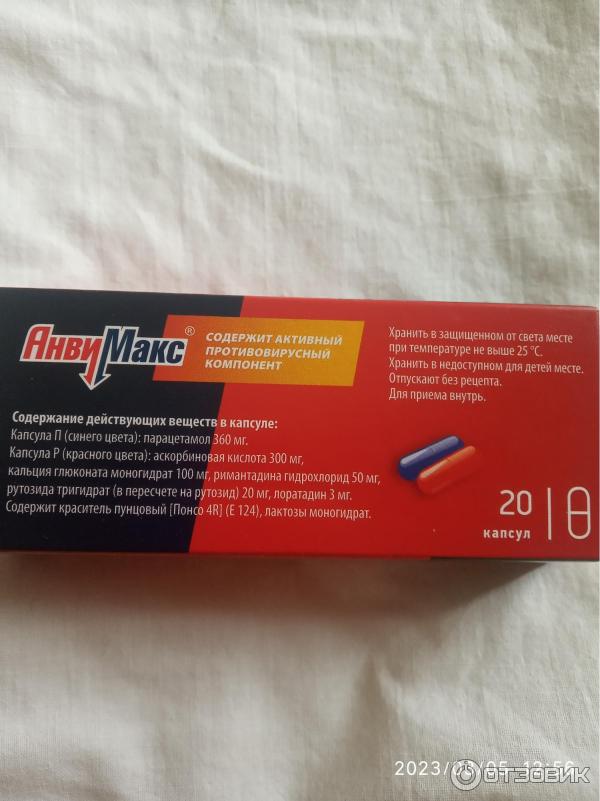 АнвиМакс®
СОДЕРЖИТ АКТИВНЫЙ
ПРОТИВОВИРУСНЫЙ
КОМПОНЕНТ
Хранить в защищенном от света месте
при температуре не выше 25 °C.
Хранить в недоступном для детей месте.
Отпускают без рецепта.
Для приема внутрь.
Содержание действующих веществ в капсуле:
Капсула П (синего цвета): парацетамол 360 мг.
Капсула Р (красного цвета): аскорбиновая кислота 300 мг,
кальция глюконата моногидрат 100 мг, римантадина гидрохлорид 50 мг,
рутозида тригидрат (в пересчете на рутозид) 20 мг, лоратадин 3 мг.
Содержит краситель пунцовый [Понсо 4R] (Е 124), лактозы моногидрат.
20
капсул
ОТЗОВИК